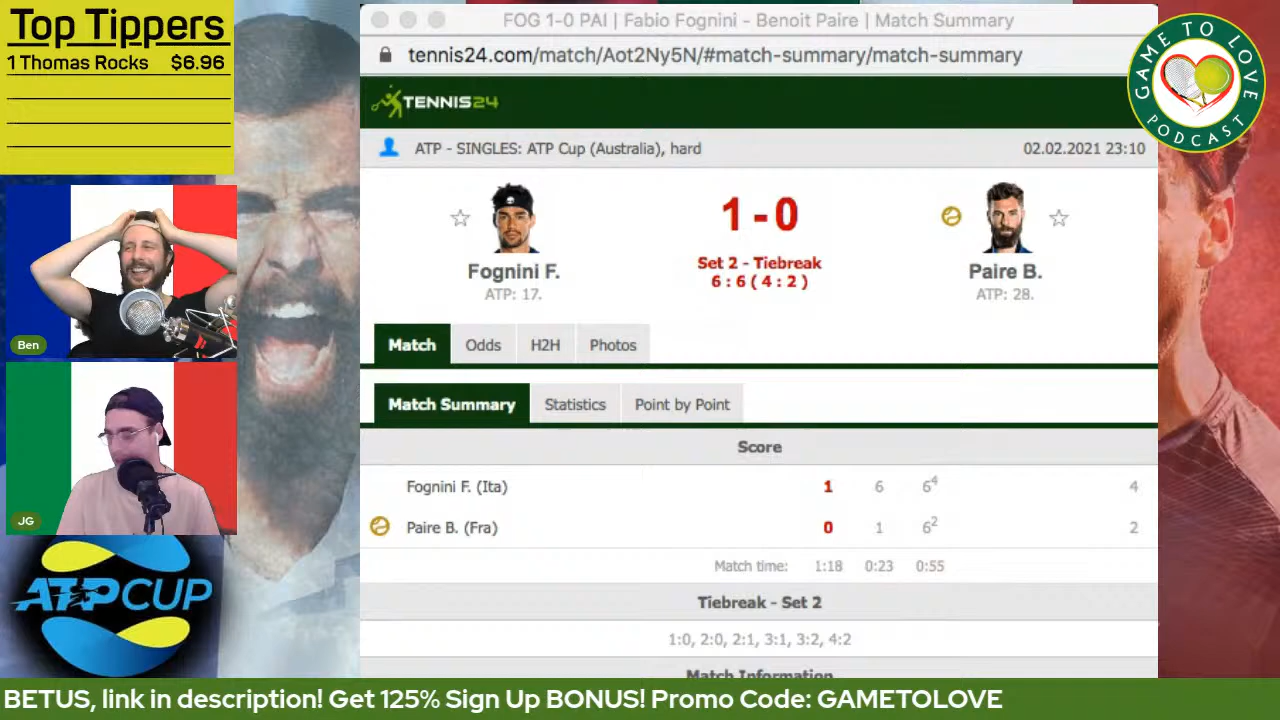 Top Tippers
1 Thomas Rocks $6.96
Ben
JG
ATP CUP
FOG 1-0 PAI | Fabio Fognini - Benoit Paire | Match Summary
tennis24.com/match/Aot2Ny5N/#match-summary/match-summary
TENNIS24
ATP - SINGLES: ATP Cup (Australia), hard 02.02.2021 23:10
1 - 0
Set 2 - Tiebreak
6 : 6 ( 4 : 2 )
Fognini F.
ATP: 17.
Paire B.
ATP: 28.
Match Odds H2H Photos
Match Summary Statistics Point by Point
Score
Fognini F. (Ita) 1 6 6⁴ 4
Paire B. (Fra) 0 1 6² 2
Match time: 1:18 0:23 0:55
Tiebreak - Set 2
1:0, 2:0, 2:1, 3:1, 3:2, 4:2
Match Information
GAME TO LOVE
PODCAST
BETUS, link in description! Get 125% Sign Up BONUS! Promo Code: GAMETOLOVE